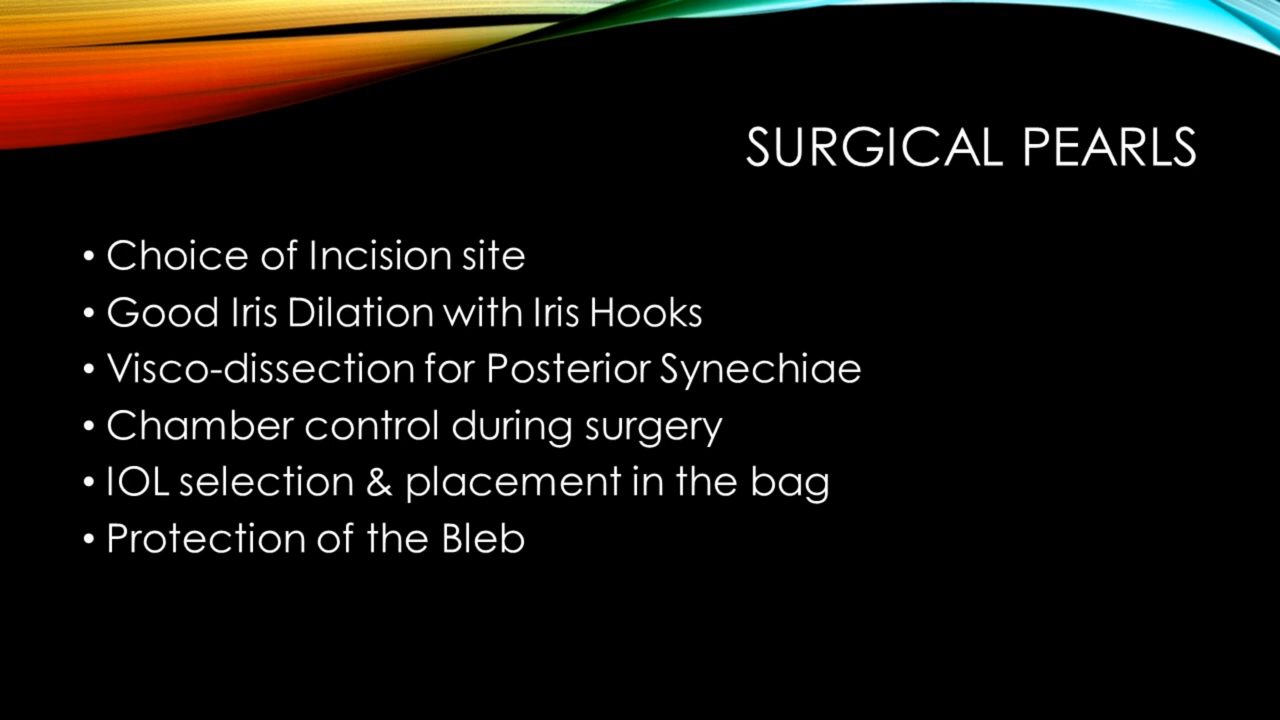 SURGICAL PEARLS
• Choice of Incision site
• Good Iris Dilation with Iris Hooks
• Visco-dissection for Posterior Synechiae
• Chamber control during surgery
• IOL selection & placement in the bag
• Protection of the Bleb